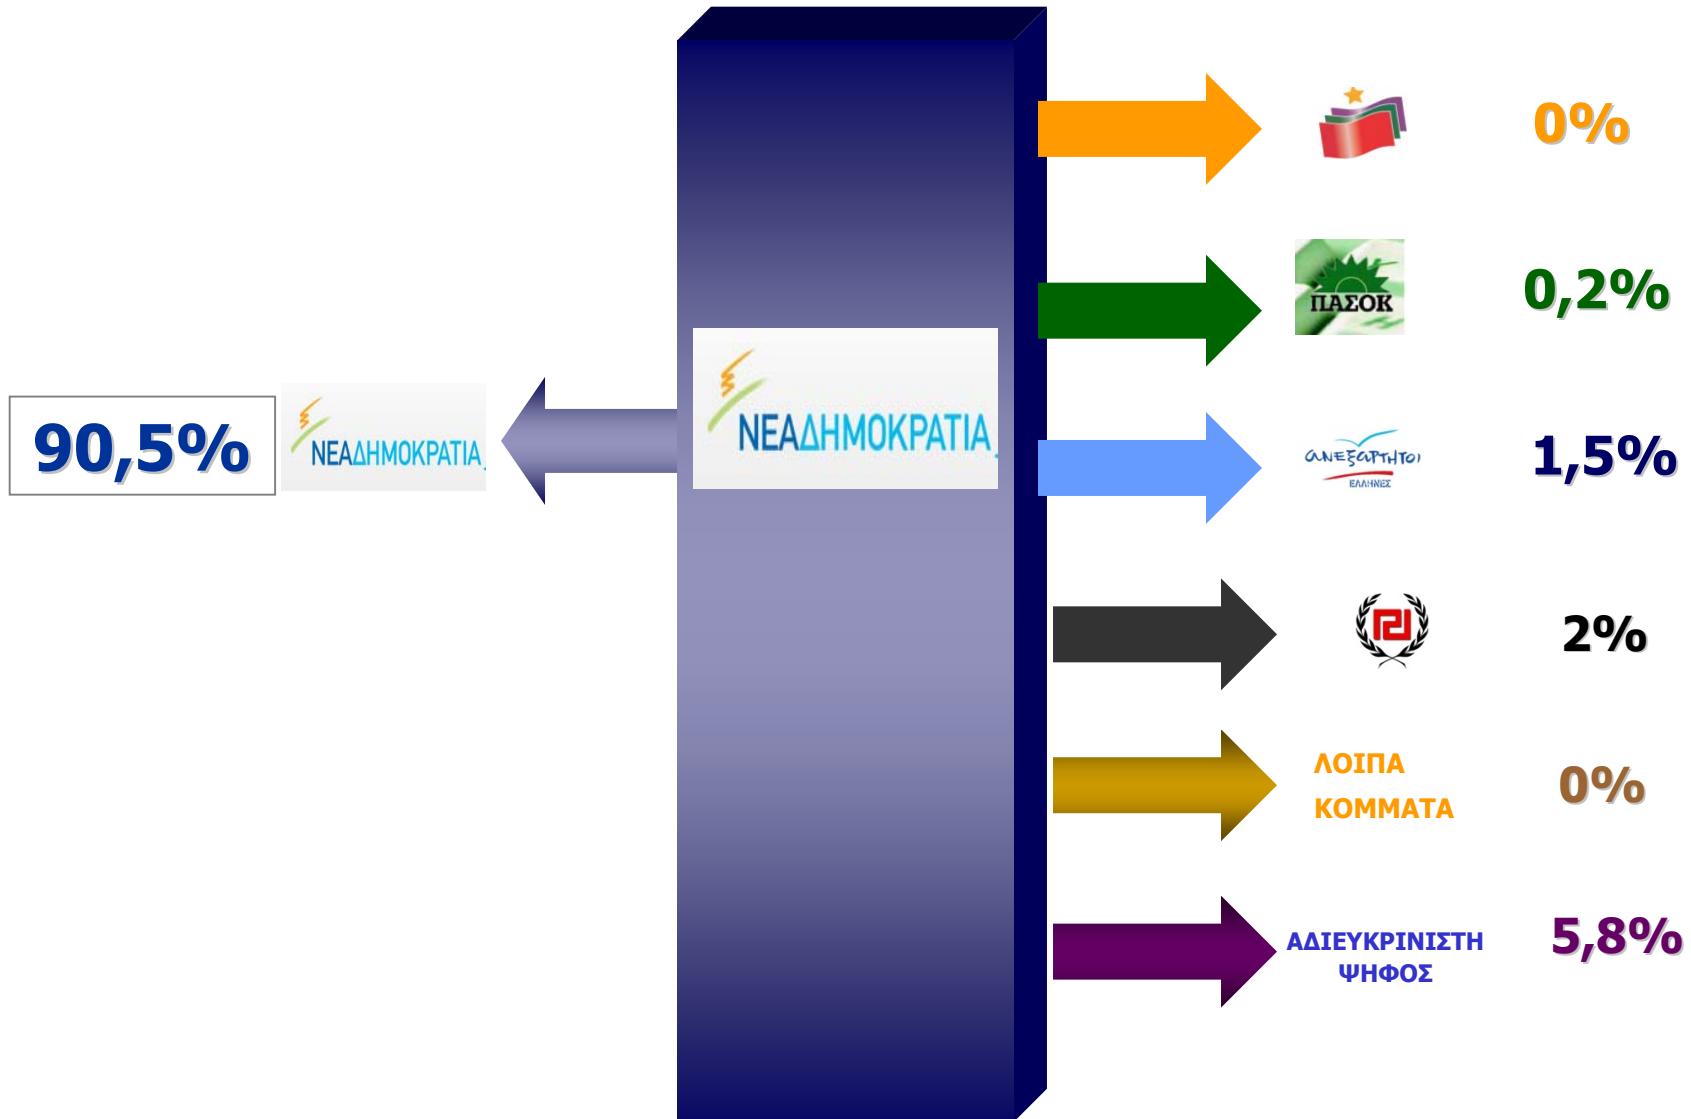 0%
ΠΑΣΟΚ
0,2%
90,5%
ΝΕΑΔΗΜΟΚΡΑΤΙΑ
ΝΕΑΔΗΜΟΚΡΑΤΙΑ
ανεξαρτητοι
ΕΛΛΗΝΕΣ
1,5%
2%
ΛΟΙΠΑ
ΚΟΜΜΑΤΑ
0%
ΑΔΙΕΥΚΡΙΝΙΣΤΗ
ΨΗΦΟΣ
5,8%